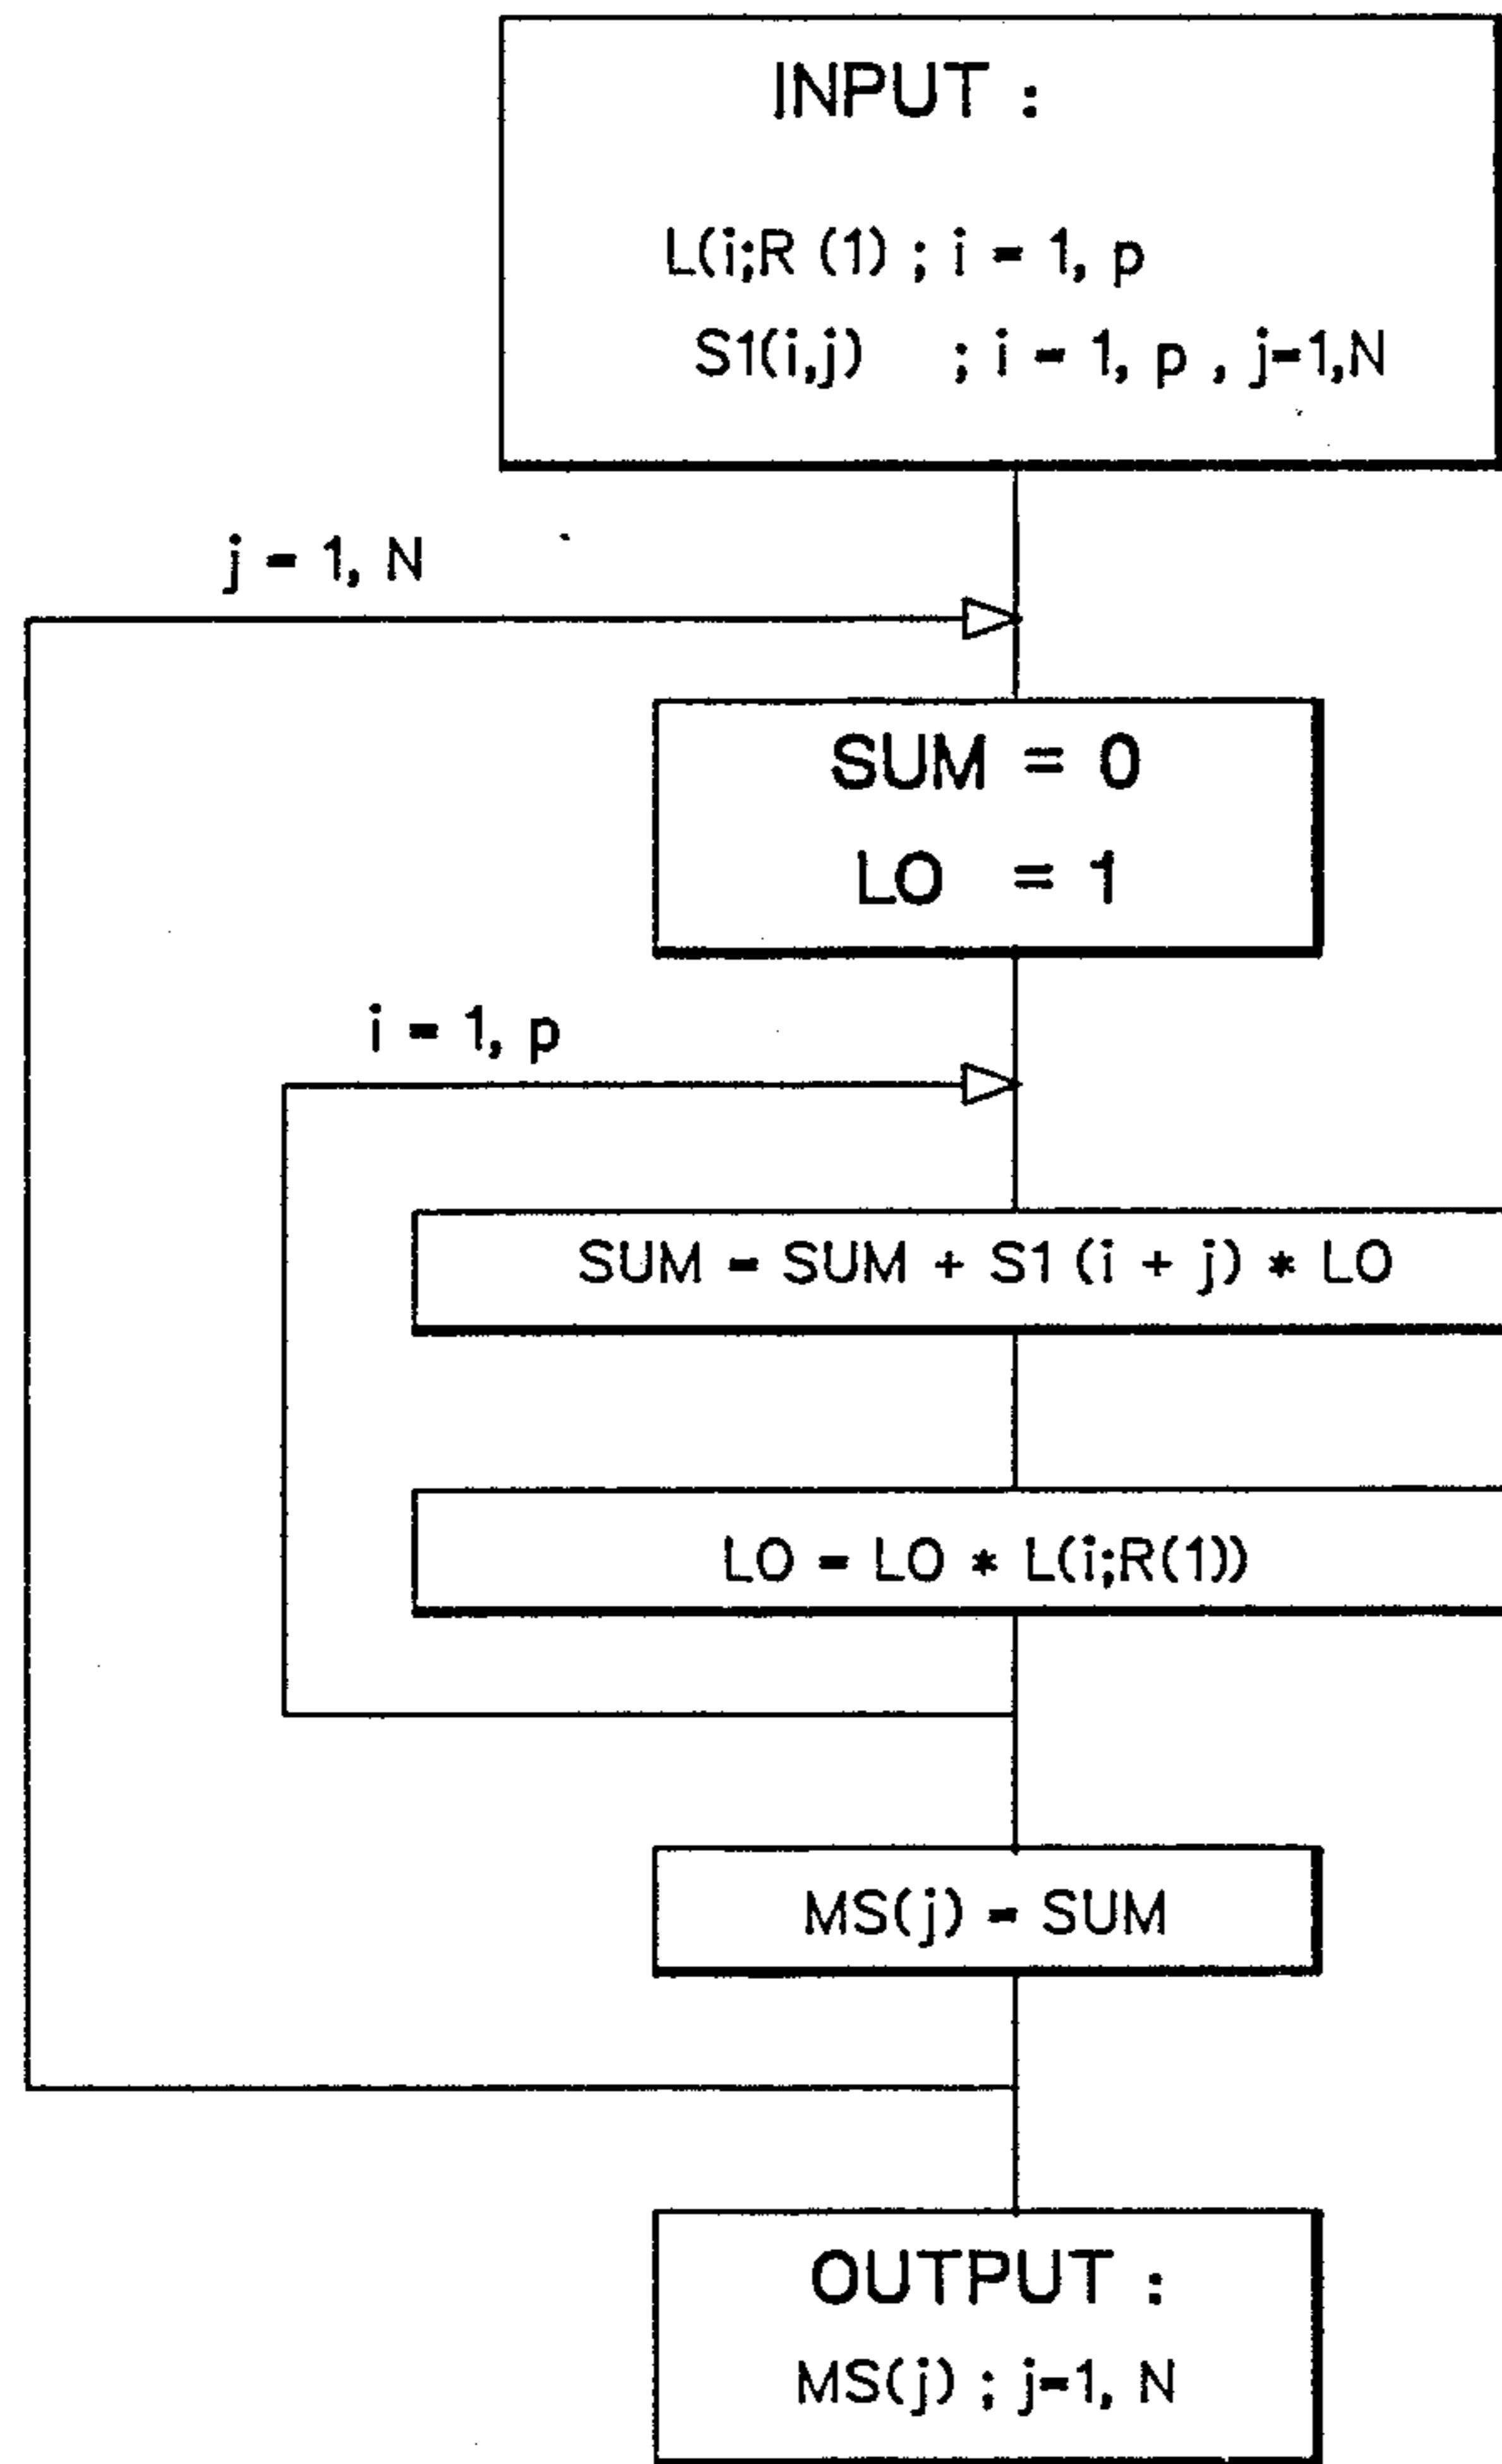 INPUT :
L(i;R (1) ; i = 1, p
S1(i,j) ; i = 1, p , j=1,N
j = 1, N
SUM = 0
LO = 1
i = 1, p
SUM = SUM + S1 (i + j) * LO
LO = LO * L(i;R(1))
MS(j) = SUM
OUTPUT :
MS(j) ; j=1, N